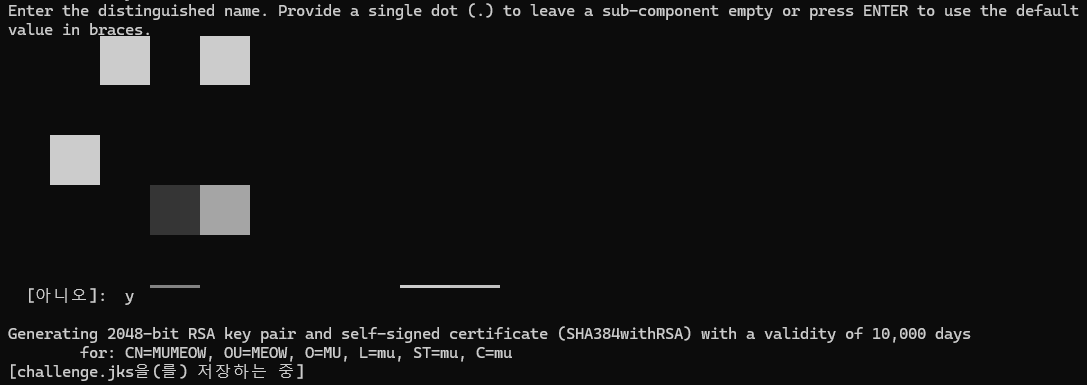 Enter the distinguished name. Provide a single dot (.) to leave a sub-component empty or press ENTER to use the default
value in braces.
[아니오]:  y
Generating 2048-bit RSA key pair and self-signed certificate (SHA384withRSA) with a validity of 10,000 days
for: CN=MUMEOW, OU=MEOW, O=MU, L=mu, ST=mu, C=mu
[challenge.jks을(를) 저장하는 중]